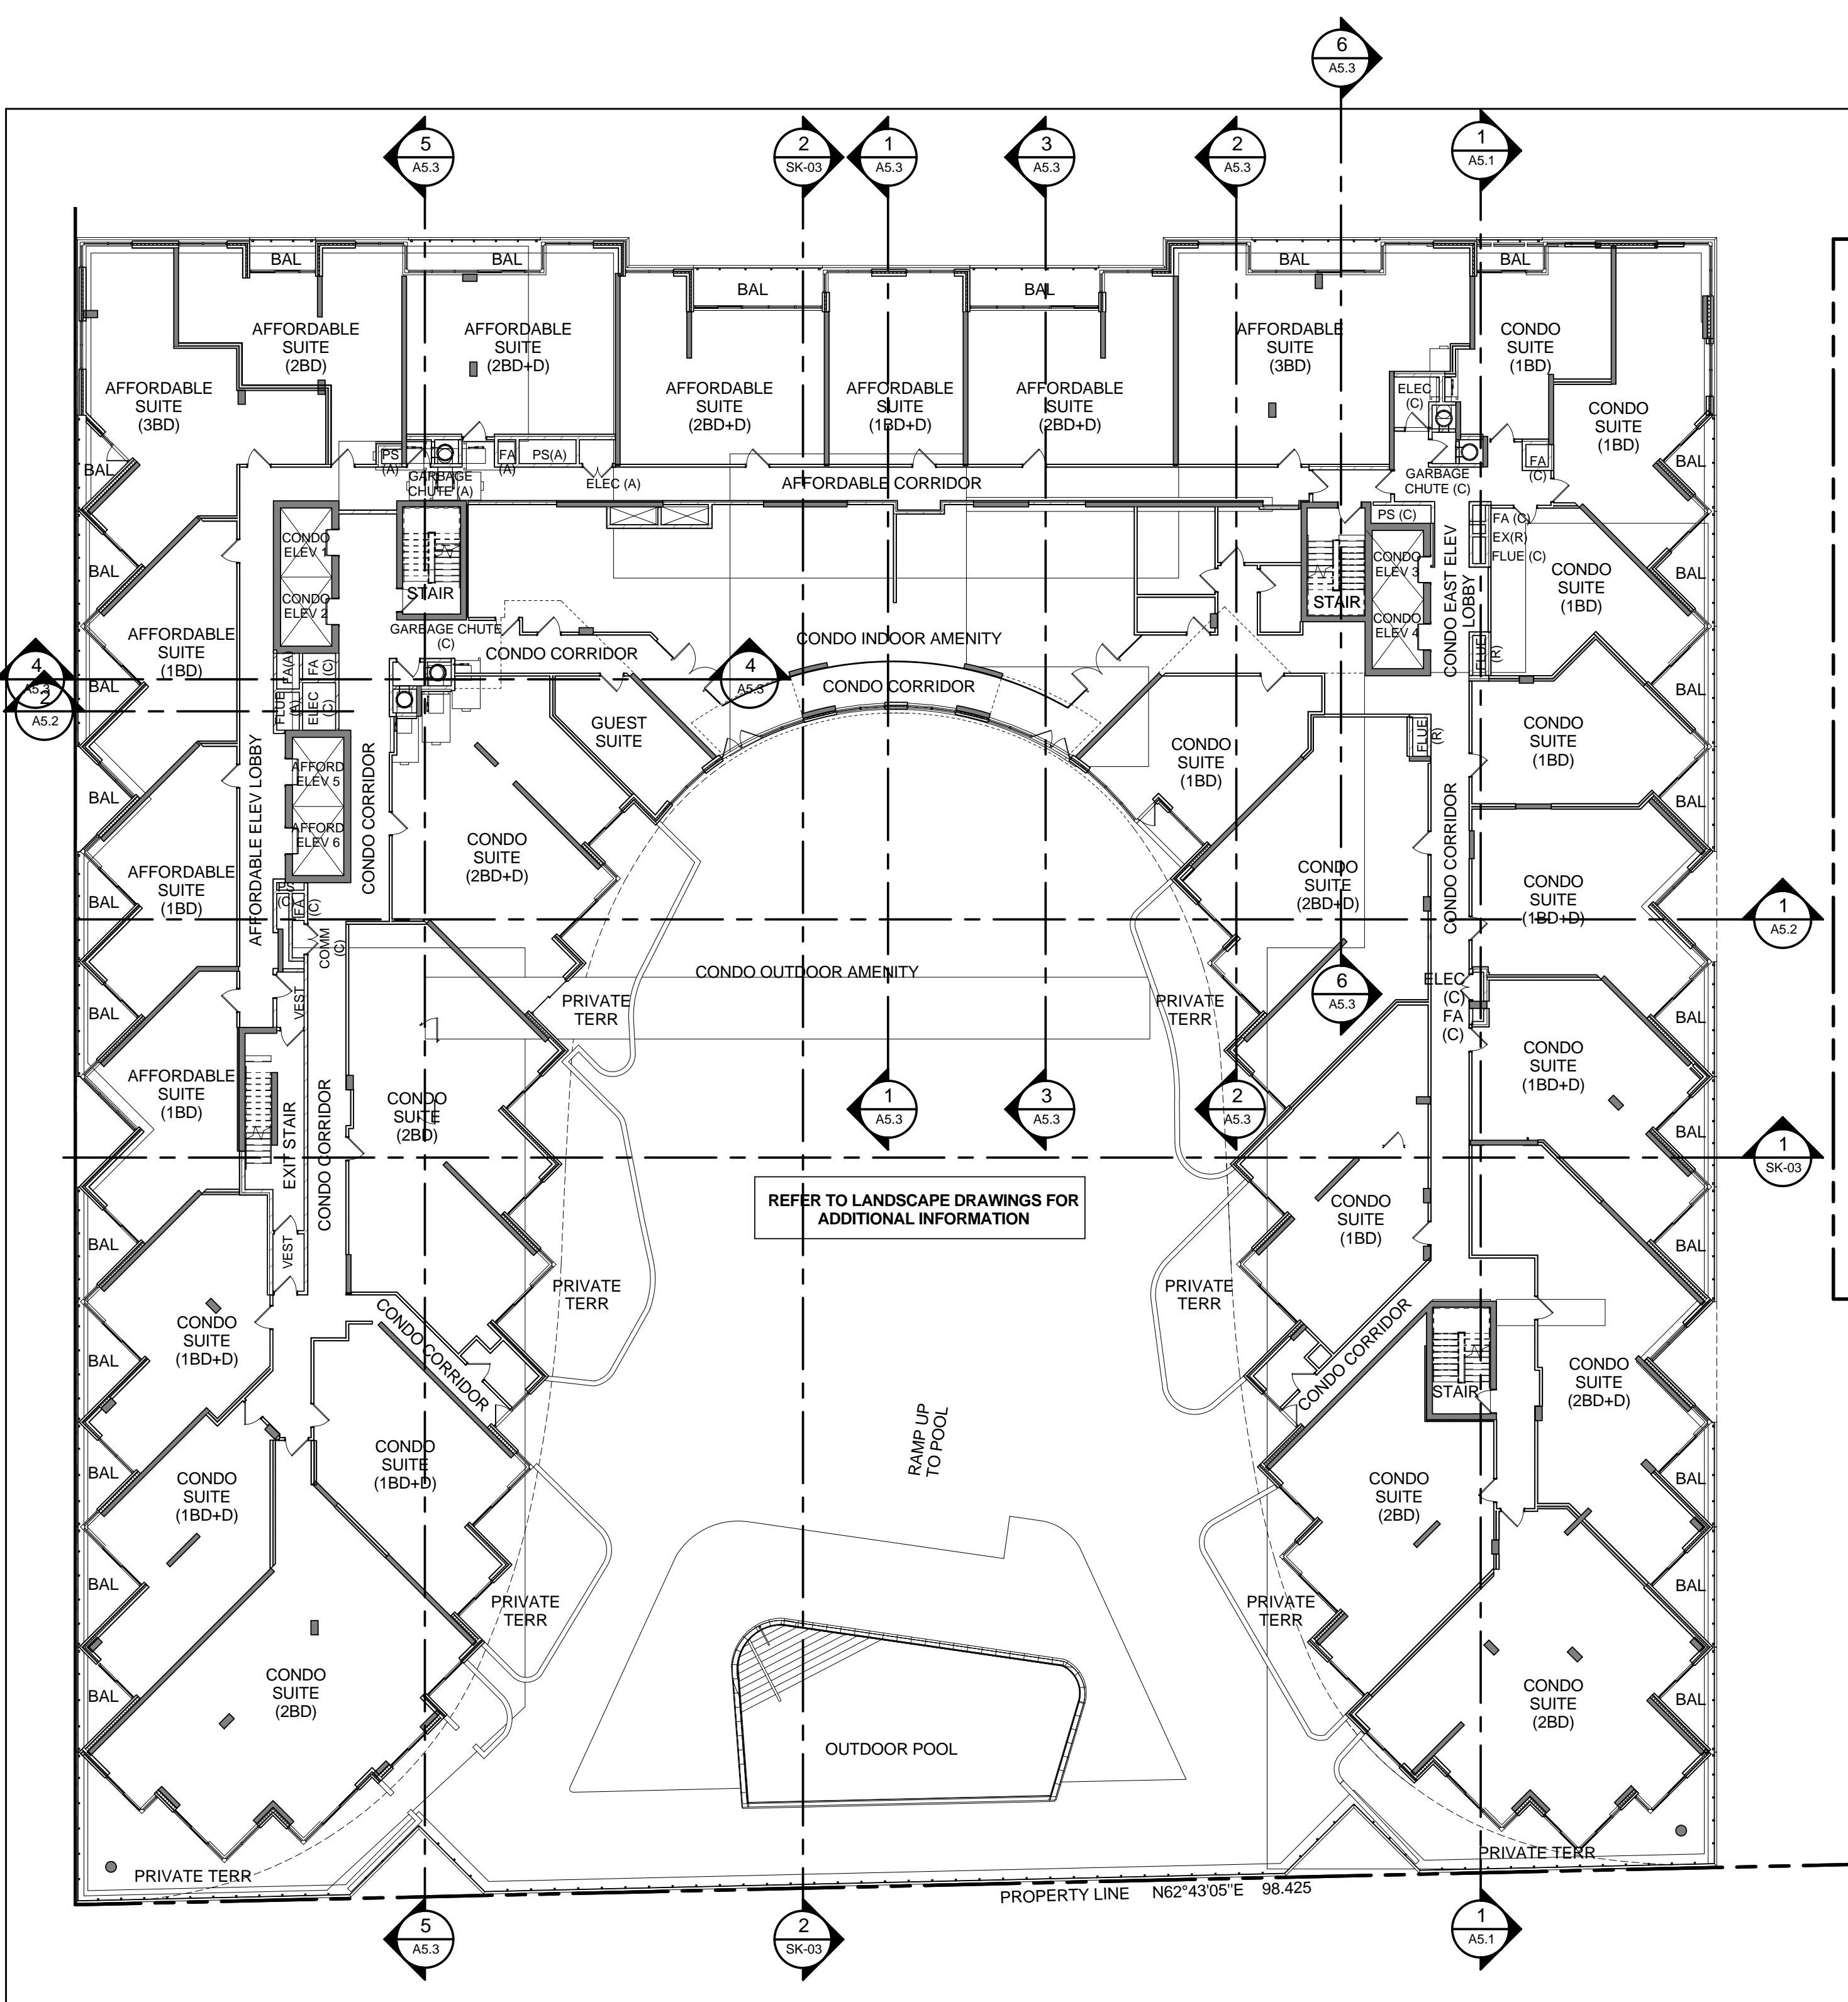 6
A5.3
5
A5.3
2
SK-03
1
A5.3
3
A5.3
2
A5.3
1
A5.1
BAL
BAL
BAL
BAL
BAL
BAL
AFFORDABLE
SUITE
(2BD)
AFFORDABLE
SUITE
(2BD+D)
AFFORDABLE
SUITE
(3BD)
CONDO
SUITE
(1BD)
AFFORDABLE
SUITE
(3BD)
AFFORDABLE
SUITE
(2BD+D)
AFFORDABLE
SUITE
(1BD+D)
AFFORDABLE
SUITE
(2BD+D)
ELEC
(C)
CONDO
SUITE
(1BD)
BAL
PS
(A)
GARBAGE
CHUTE (A)
FA
(A)
PS(A)
ELEC (A)
AFFORDABLE CORRIDOR
GARBAGE
CHUTE (C)
FA
(C)
BAL
PS (C)
FA (C)
EX(R)
FLUE (C)
CONDO
ELEV 1
CONDO
ELEV 2
STAIR
STAIR
CONDO
ELEV 3
CONDO
ELEV 4
CONDO EAST ELEV
LOBBY
FLUE
(R)
BAL
CONDO
SUITE
(1BD)
BAL
AFFORDABLE
SUITE
(1BD)
GARBAGE CHUTE
(C)
CONDO CORRIDOR
CONDO INDOOR AMENITY
4
A5.3
2
A5.2
4
A5.3
CONDO CORRIDOR
BAL
BAL
FLUE
(A)
FA(A)
ELEC
(C)
FA
(C)
GUEST
SUITE
CONDO
SUITE
(1BD)
FLUE
(R)
CONDO
SUITE
(1BD)
AFFORDABLE ELEV LOBBY
AFFORD
ELEV 5
AFFORD
ELEV 6
CONDO CORRIDOR
BAL
CONDO CORRIDOR
BAL
AFFORDABLE
SUITE
(1BD)
CONDO
SUITE
(2BD+D)
CONDO
SUITE
(2BD+D)
CONDO
SUITE
(1BD+D)
BAL
PS
(C)
FA
(C)
COMM
(C)
BAL
1
A5.2
CONDO OUTDOOR AMENITY
PRIVATE
TERR
PRIVATE
TERR
6
A5.3
ELEC
(C)
FA
(C)
BAL
VEST
BAL
AFFORDABLE
SUITE
(1BD)
CONDO
SUITE
(2BD)
CONDO
SUITE
(1BD+D)
1
A5.3
3
A5.3
2
A5.3
BAL
1
SK-03
EXIT STAIR
CONDO CORRIDOR
REFER TO LANDSCAPE DRAWINGS FOR
ADDITIONAL INFORMATION
CONDO
SUITE
(1BD)
BAL
VEST
BAL
PRIVATE
TERR
PRIVATE
TERR
CONDO
SUITE
(1BD+D)
CONDO CORRIDOR
CONDO CORRIDOR
STAIR
CONDO
SUITE
(2BD+D)
BAL
RAMP UP
TO POOL
CONDO
SUITE
(1BD+D)
BAL
CONDO
SUITE
(1BD+D)
CONDO
SUITE
(2BD)
BAL
BAL
PRIVATE
TERR
PRIVATE
TERR
BAL
CONDO
SUITE
(2BD)
BAL
CONDO
SUITE
(2BD)
BAL
OUTDOOR POOL
PRIVATE TERR
PRIVATE TERR
PROPERTY LINE N62°43'05"E 98.425
5
A5.3
2
SK-03
1
A5.1